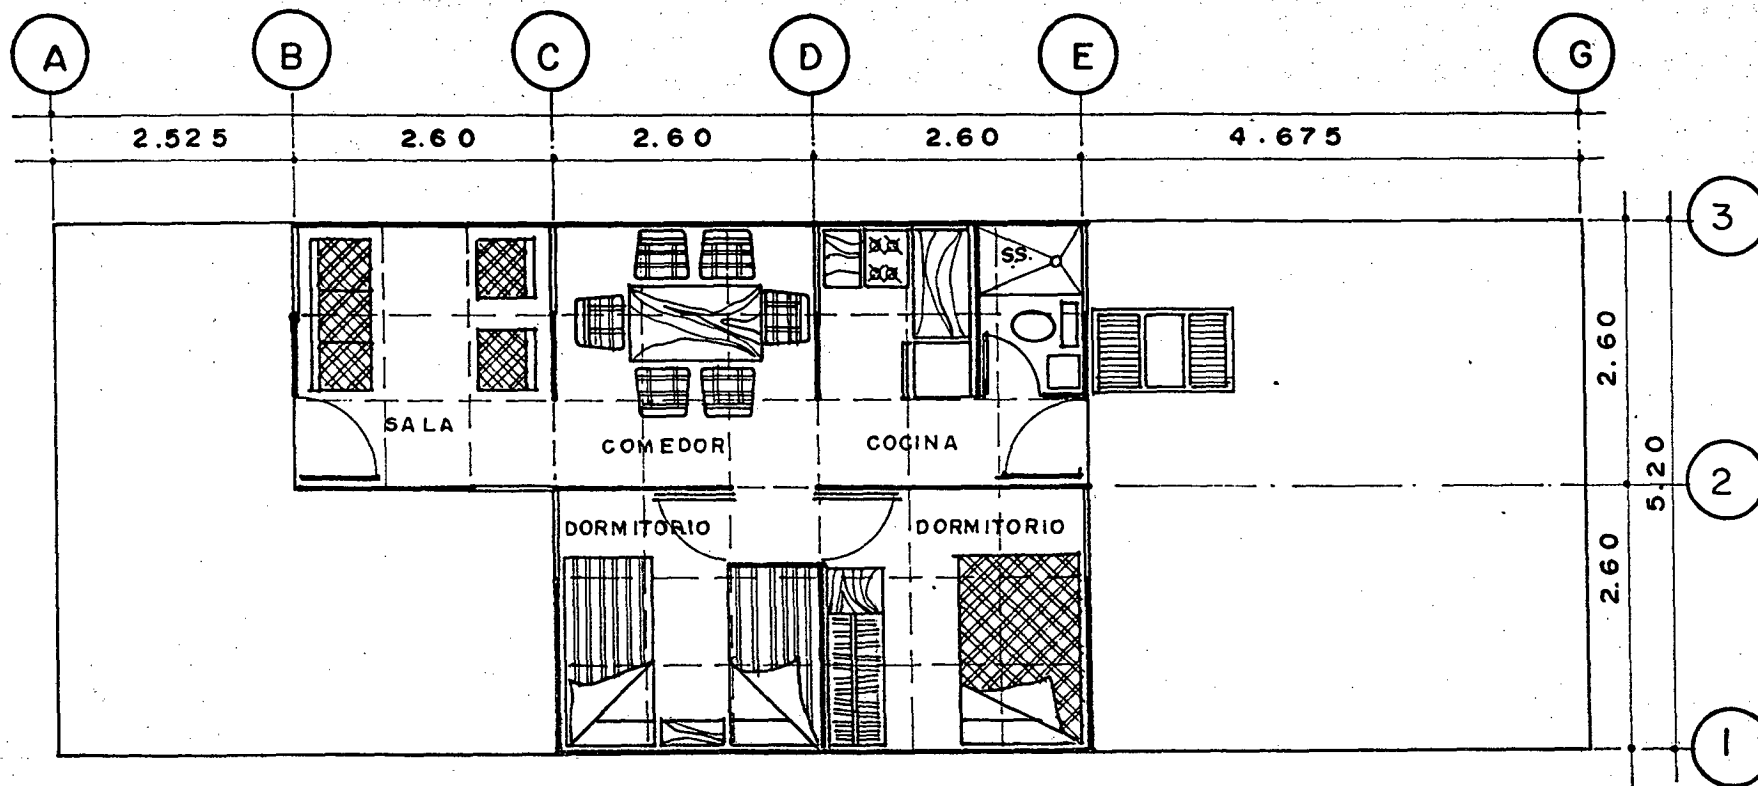 A B C D E G
2.525 2.60 2.60 2.60 4.675
3
S.S.
2.60
SALA
COMEDOR
COCINA
5.20
2
DORMITORIO DORMITORIO
2.60
1